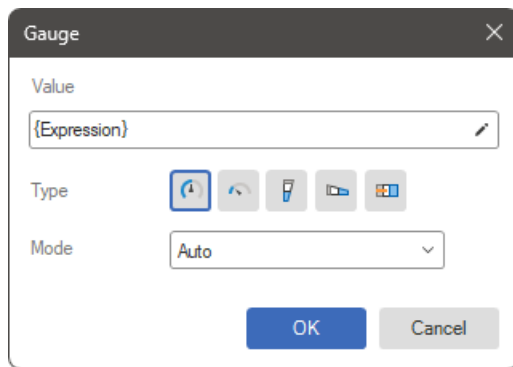 Gauge
Value
{Expression}
Type
Mode
Auto
OK
Cancel